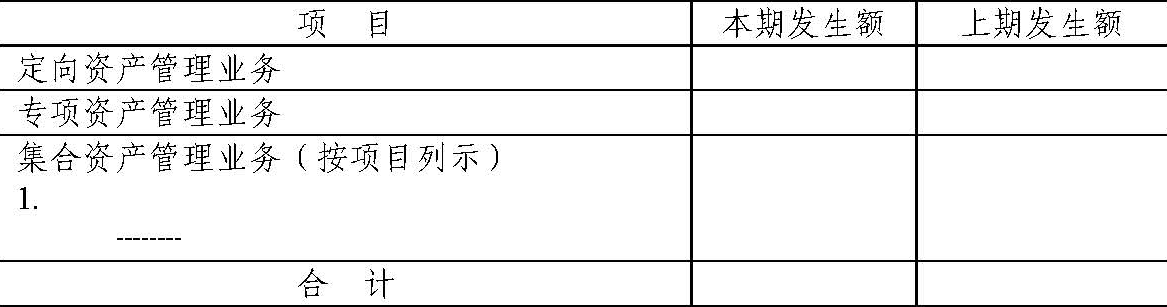 项 目 本期发生额 上期发生额
定向资产管理业务
专项资产管理业务
集合资产管理业务（按项目列示）
1.
--------
合 计